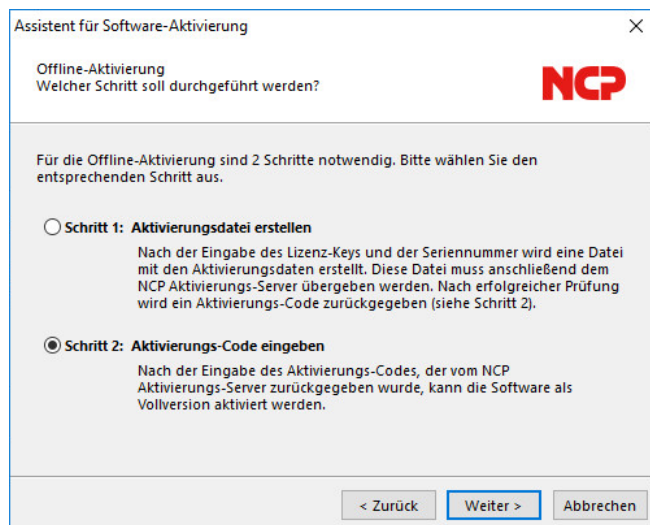 Assistent für Software-Aktivierung
Offline-Aktivierung
Welcher Schritt soll durchgeführt werden?
NCP
Für die Offline-Aktivierung sind 2 Schritte notwendig. Bitte wählen Sie den
entsprechenden Schritt aus.
Schritt 1: Aktivierungsdatei erstellen
Nach der Eingabe des Lizenz-Keys und der Seriennummer wird eine Datei
mit den Aktivierungsdaten erstellt. Diese Datei muss anschließend dem
NCP Aktivierungs-Server übergeben werden. Nach erfolgreicher Prüfung
wird ein Aktivierungs-Code zurückgegeben (siehe Schritt 2).
Schritt 2: Aktivierungs-Code eingeben
Nach der Eingabe des Aktivierungs-Codes, der vom NCP
Aktivierungs-Server zurückgegeben wurde, kann die Software als
Vollversion aktiviert werden.
< Zurück Weiter > Abbrechen